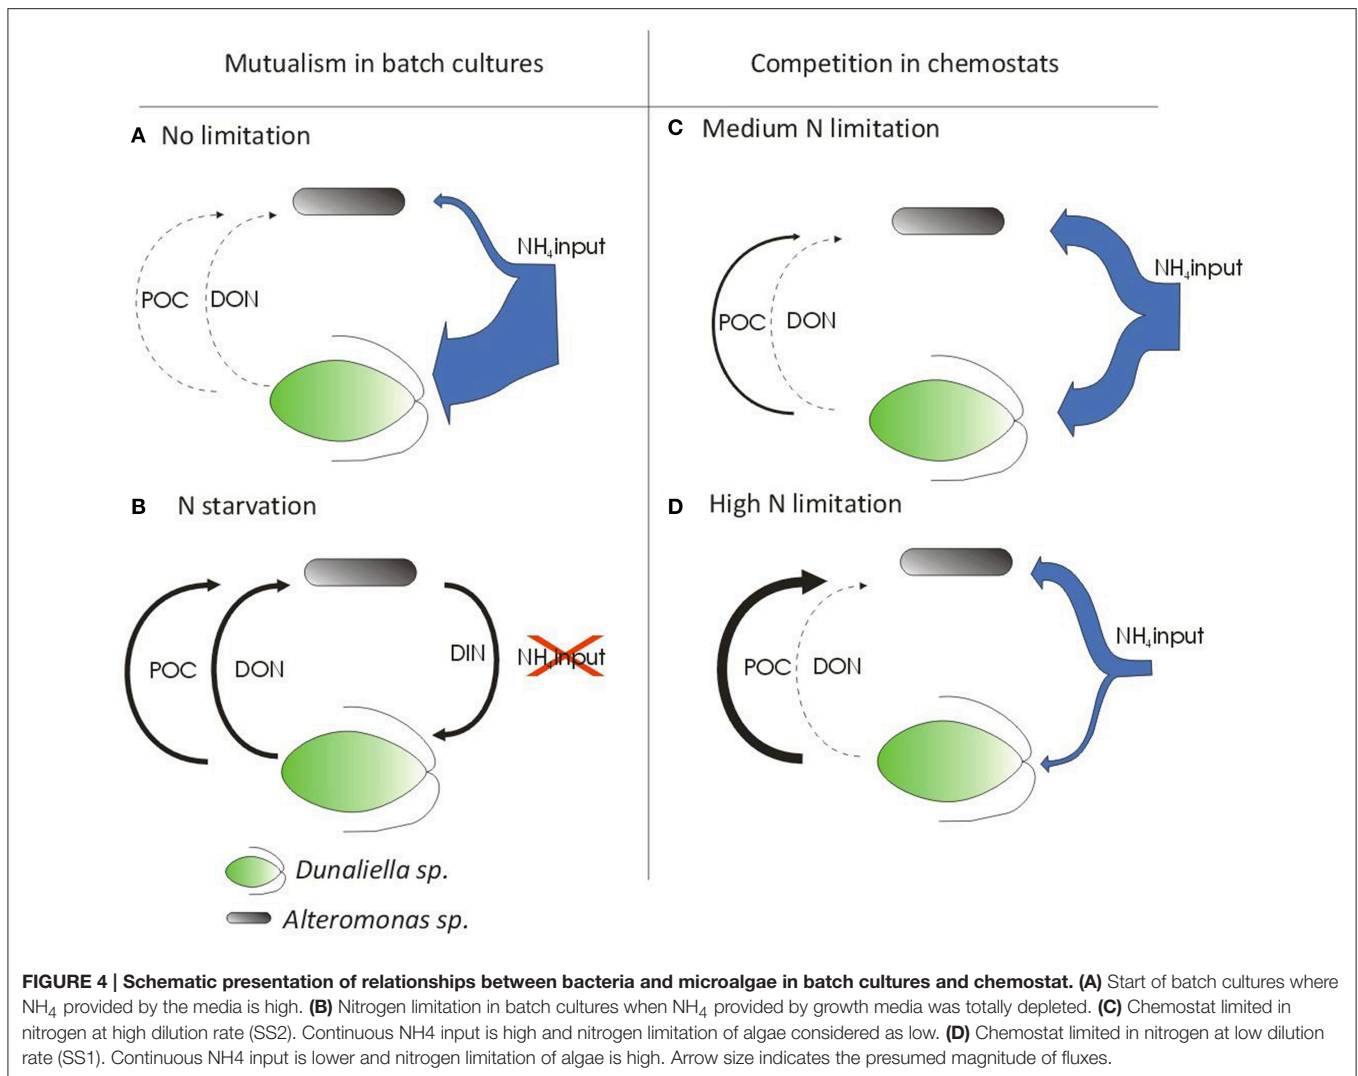 Mutualism in batch cultures
Competition in chemostats
A No limitation
NH4input
POC
DON
B N starvation
POC
DON
DIN
NH4input
C Medium N limitation
NH4input
POC
DON
D High N limitation
NH4input
POC
DON
Dunaliella sp.
Alteromonas sp.
FIGURE 4 | Schematic presentation of relationships between bacteria and microalgae in batch cultures and chemostat. (A) Start of batch cultures where
NH4 provided by the media is high. (B) Nitrogen limitation in batch cultures when NH4 provided by growth media was totally depleted. (C) Chemostat limited in
nitrogen at high dilution rate (SS2). Continuous NH4 input is high and nitrogen limitation of algae considered as low. (D) Chemostat limited in nitrogen at low dilution
rate (SS1). Continuous NH4 input is lower and nitrogen limitation of algae is high. Arrow size indicates the presumed magnitude of fluxes.